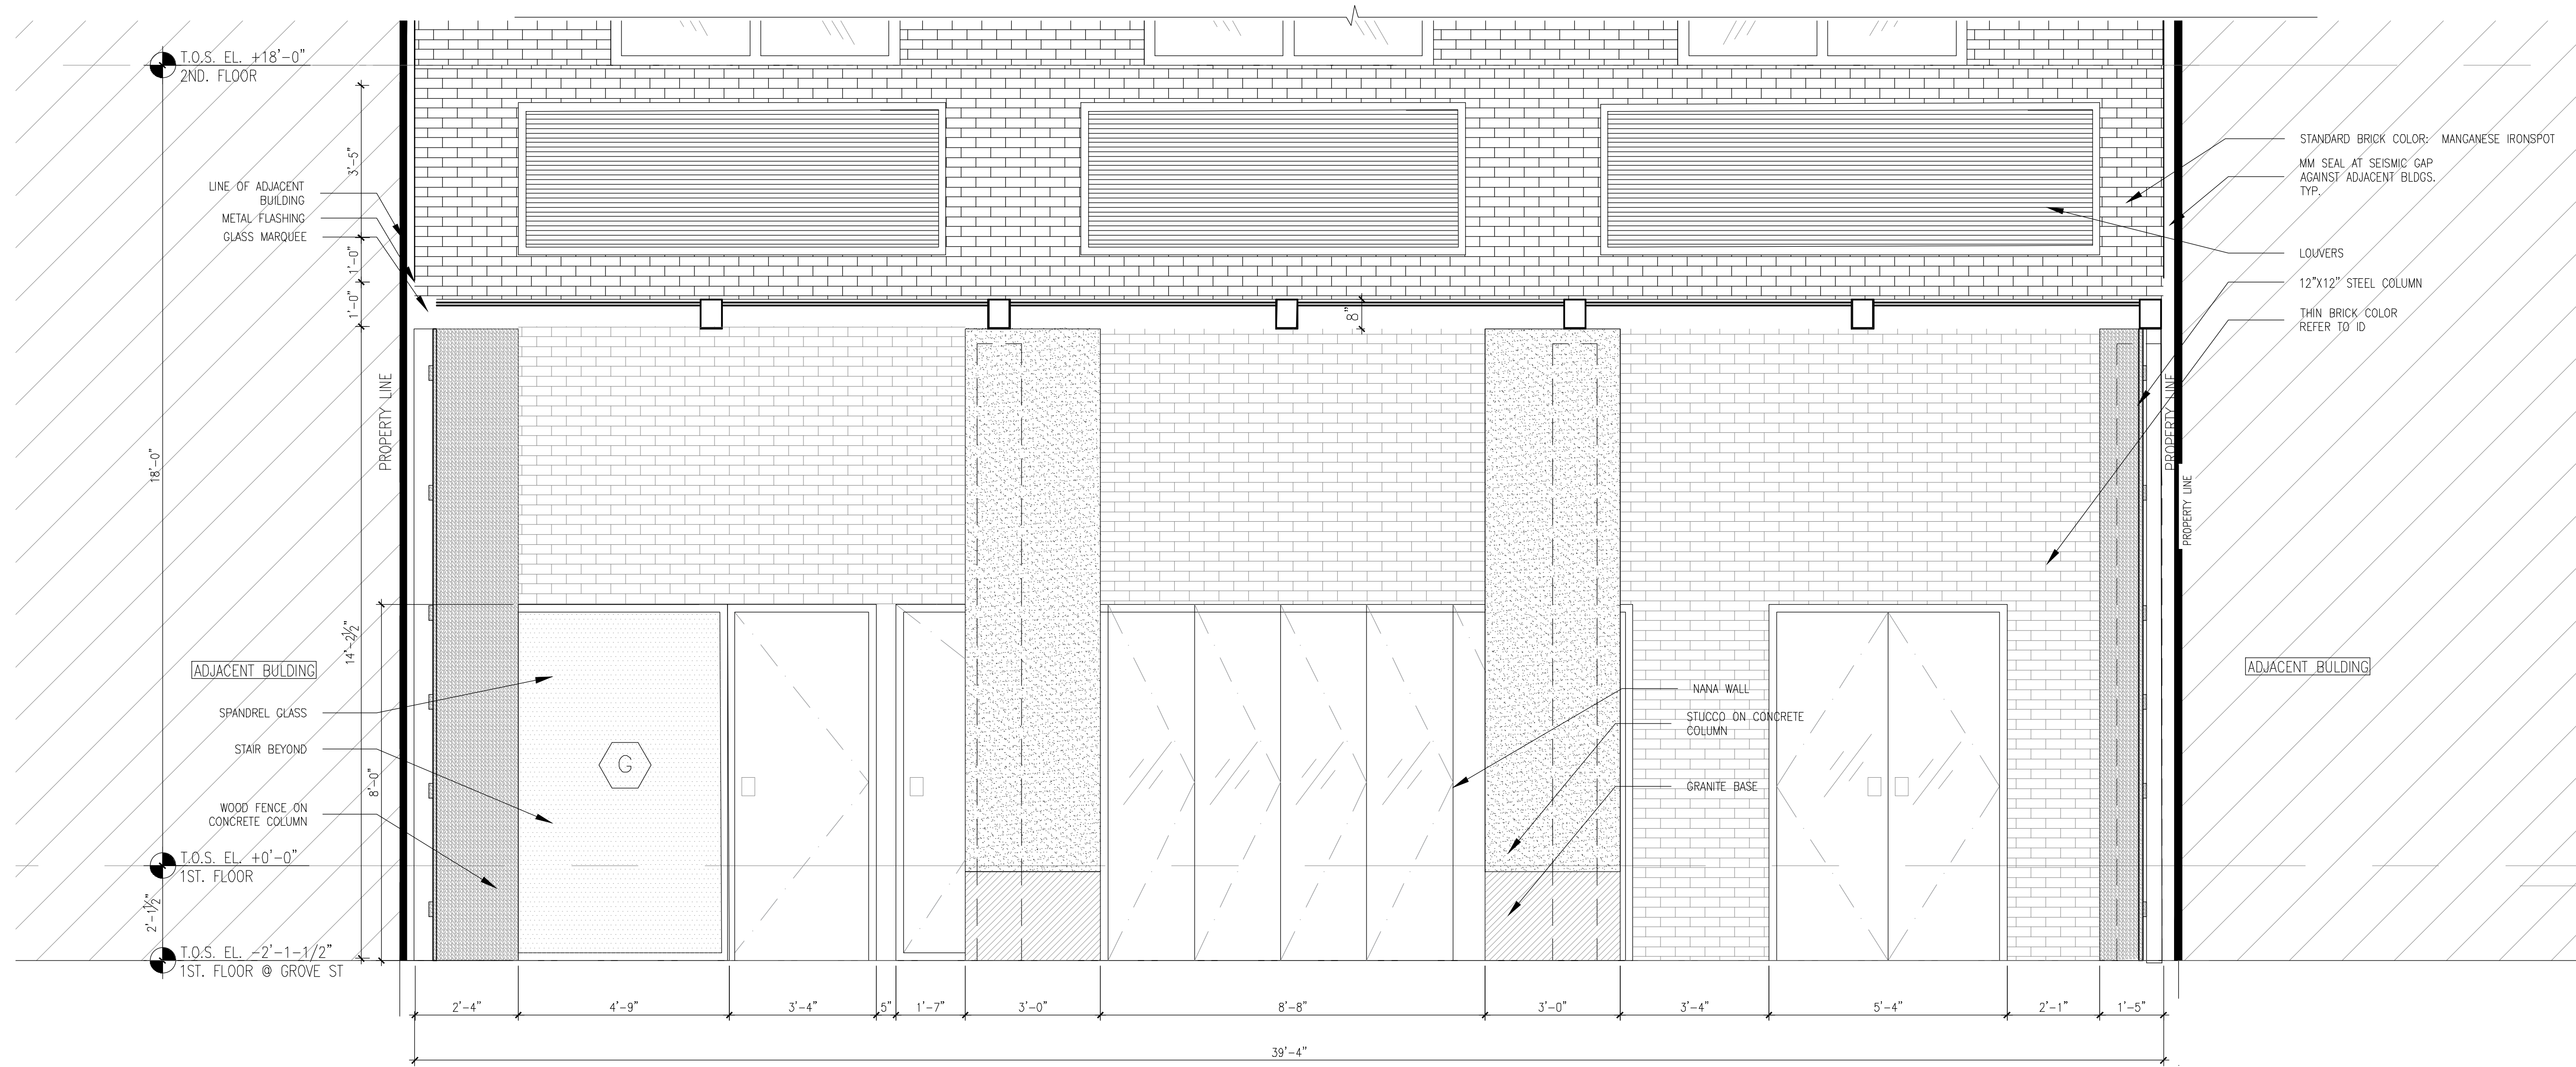 T.O.S. EL. +18'-0"
2ND. FLOOR
3'-5"
LINE OF ADJACENT
BUILDING
METAL FLASHING
GLASS MARQUEE
1'-0"
1'-0"
8"
STANDARD BRICK COLOR: MANGANESE IRONSPOT
MM SEAL AT SEISMIC GAP
AGAINST ADJACENT BLDGS.
TYP.
LOUVERS
12"X12" STEEL COLUMN
THIN BRICK COLOR
REFER TO ID
PROPERTY LINE
PROPERTY LINE
PROPERTY LINE
18'-0"
14'-2½"
8'-0"
ADJACENT BULDING
ADJACENT BULDING
SPANDREL GLASS
STAIR BEYOND
WOOD FENCE ON
CONCRETE COLUMN
G
NANA WALL
STUCCO ON CONCRETE
COLUMN
GRANITE BASE
T.O.S. EL. +0'-0"
1ST. FLOOR
2'-1½"
T.O.S. EL. -2'-1-1/2"
1ST. FLOOR @ GROVE ST
2'-4"
4'-9"
3'-4"
5"
1'-7"
3'-0"
8'-8"
3'-0"
3'-4"
5'-4"
2'-1"
1'-5"
39'-4"